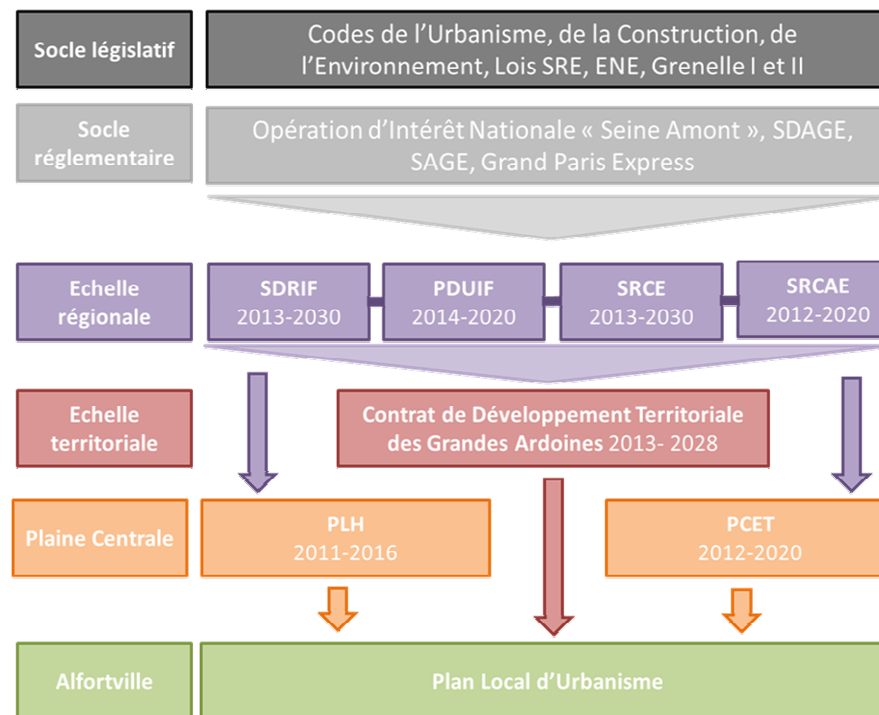 Socle législatif
Codes de l'Urbanisme, de la Construction, de
l'Environnement, Lois SRE, ENE, Grenelle I et II
Socle
réglementaire
Opération d'Intérêt Nationale « Seine Amont », SDAGE,
SAGE, Grand Paris Express
Echelle
régionale
SDRIF
2013-2030
PDUIF
2014-2020
SRCE
2013-2030
SRCAE
2012-2020
Echelle
territoriale
Contrat de Développement Territoriale
des Grandes Ardoines 2013- 2028
Plaine Centrale
PLH
2011-2016
PCET
2012-2020
Alfortville
Plan Local d'Urbanisme